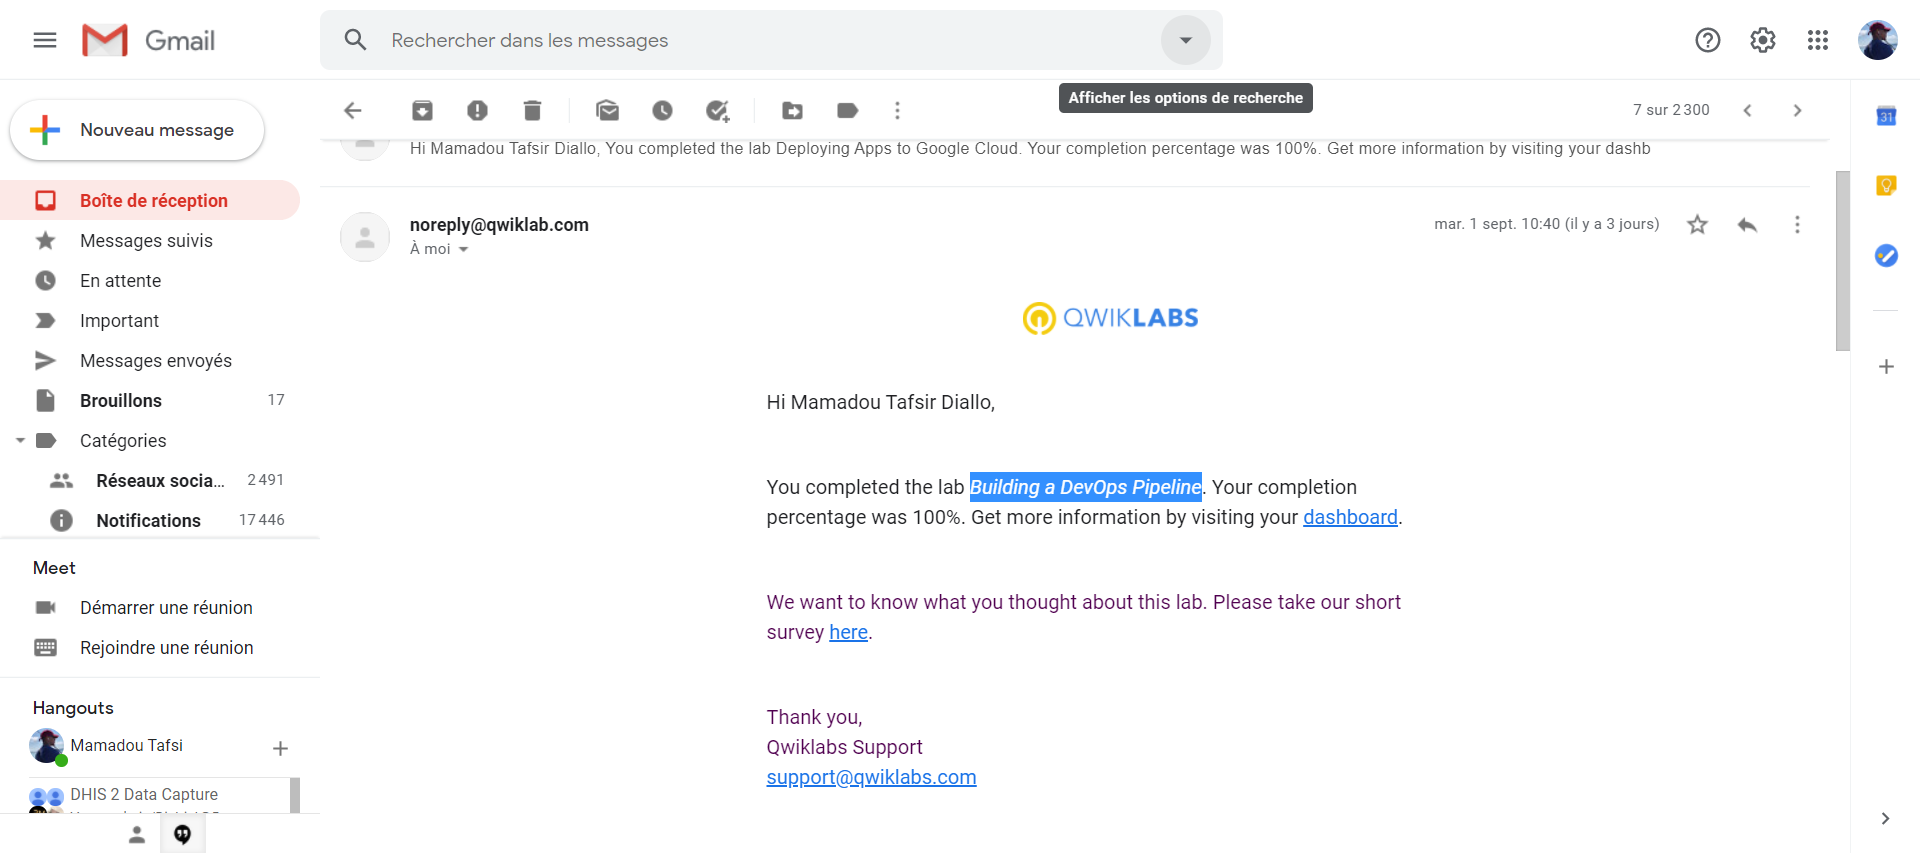 Gmail
Rechercher dans les messages
Afficher les options de recherche
7 sur 2 300
31
Nouveau message
Boîte de réception
Messages suivis
En attente
Important
Messages envoyés
Brouillons 17
Catégories
Réseaux socia... 2 491
Notifications 17 446
Meet
Démarrer une réunion
Rejoindre une réunion
Hangouts
Mamadou Tafsi
DHIS 2 Data Capture
Hi Mamadou Tafsir Diallo, You completed the lab Deploying Apps to Google Cloud. Your completion percentage was 100%. Get more information by visiting your dashb
noreply@qwiklab.com
mar. 1 sept. 10:40 (il y a 3 jours)
À moi
QWIKLABS
Hi Mamadou Tafsir Diallo,
You completed the lab Building a DevOps Pipeline. Your completion
percentage was 100%. Get more information by visiting your dashboard.
We want to know what you thought about this lab. Please take our short
survey here.
Thank you,
Qwiklabs Support
support@qwiklabs.com